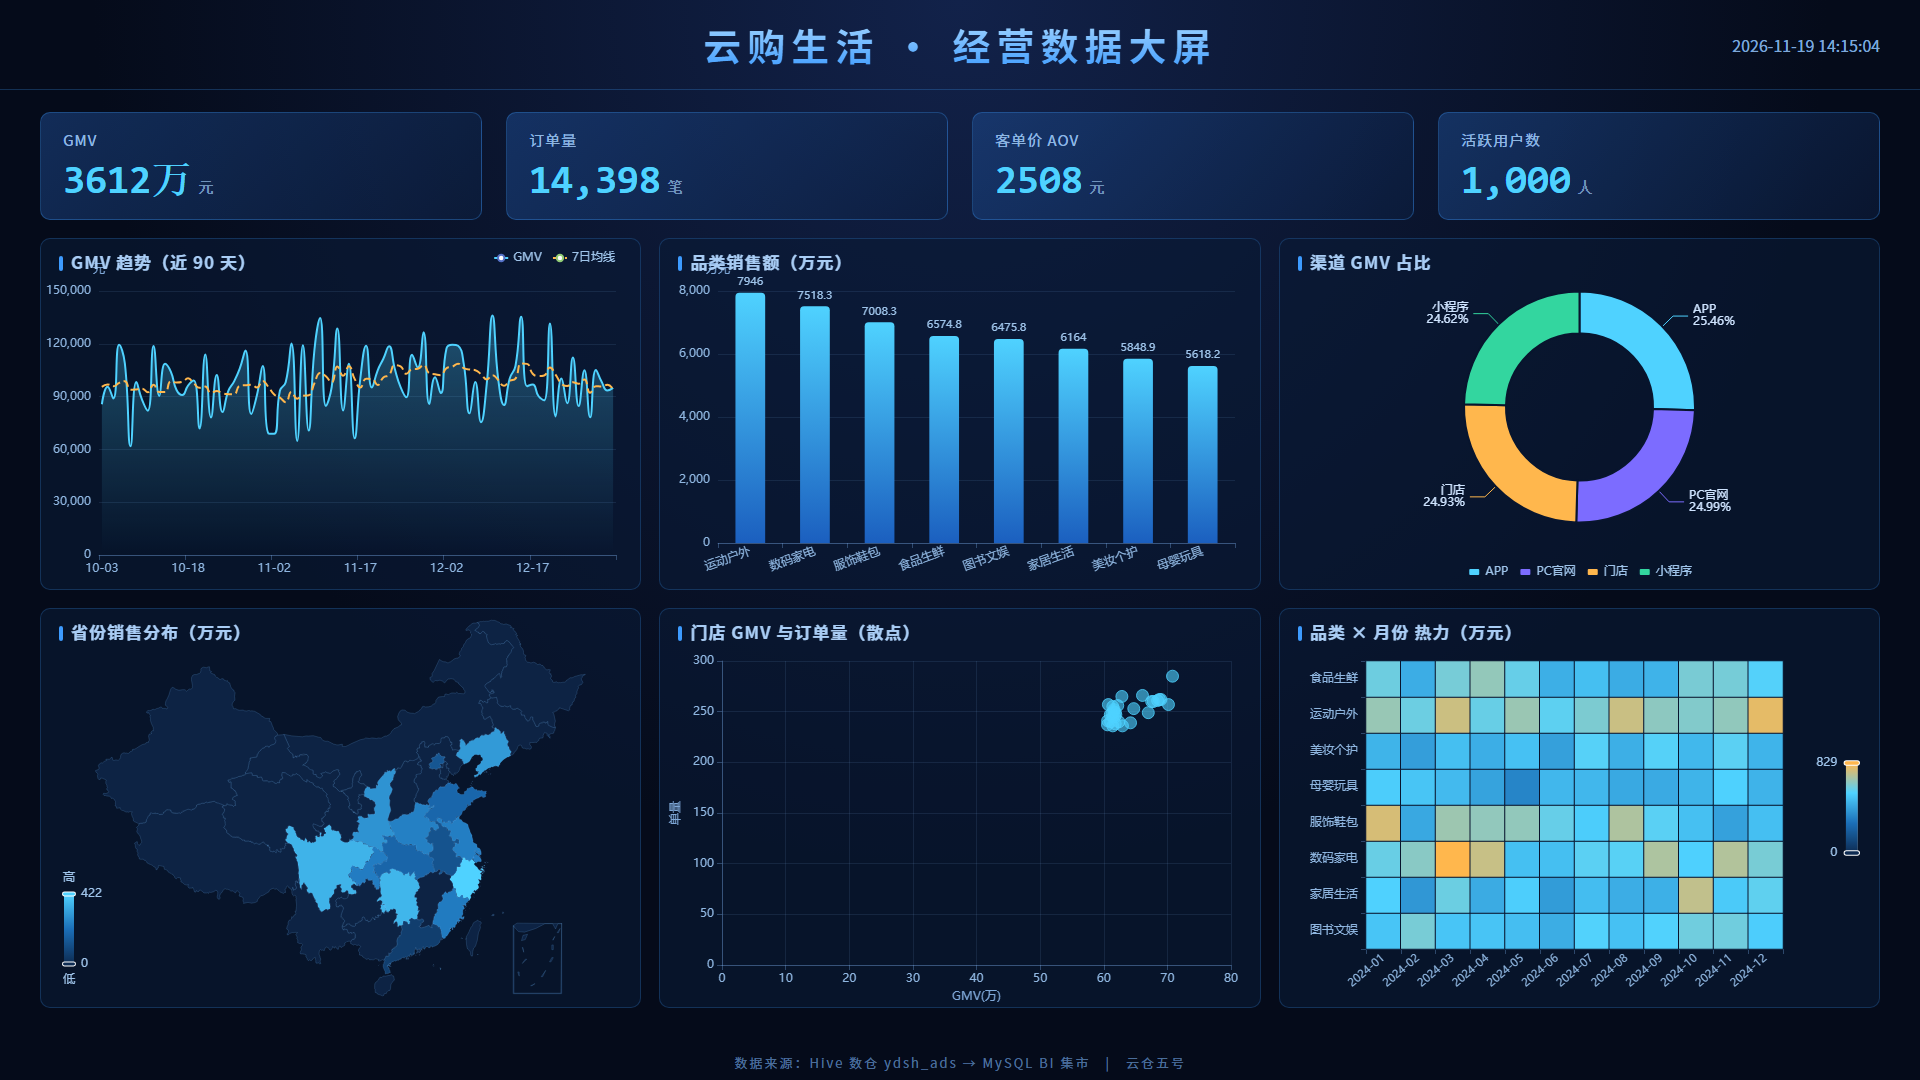 云购生活 · 经营数据大屏
2026-11-19 14:15:04
GMV
3612万 元
订单量
14,398 笔
客单价 AOV
2508 元
活跃用户数
1,000 人
GMV 趋势（近 90 天）
元
GMV 7日均线
150,000
120,000
90,000
60,000
30,000
0
10-03 10-18 11-02 11-17 12-02 12-17
品类销售额（万元）
万元
8,000
6,000
4,000
2,000
0
7946 7518.3 7008.3 6574.8 6475.8 6164 5848.9 5618.2
运动户外 数码家电 服饰鞋包 食品生鲜 图书文娱 家居生活 美妆个护 母婴玩具
渠道 GMV 占比
小程序
24.62%
APP
25.46%
门店
24.93%
PC官网
24.99%
APP PC官网 门店 小程序
省份销售分布（万元）
高
422
0
低
门店 GMV 与订单量（散点）
300
250
200
150
100
50
0
单量
0 10 20 30 40 50 60 70 80
GMV(万)
品类 × 月份 热力（万元）
食品生鲜
运动户外
美妆个护
母婴玩具
服饰鞋包
数码家电
家居生活
图书文娱
2024-01 2024-02 2024-03 2024-04 2024-05 2024-06 2024-07 2024-08 2024-09 2024-10 2024-11 2024-12
829
0
数据来源：Hive 数仓 ydsh_ads → MySQL BI 集市 | 云仓五号